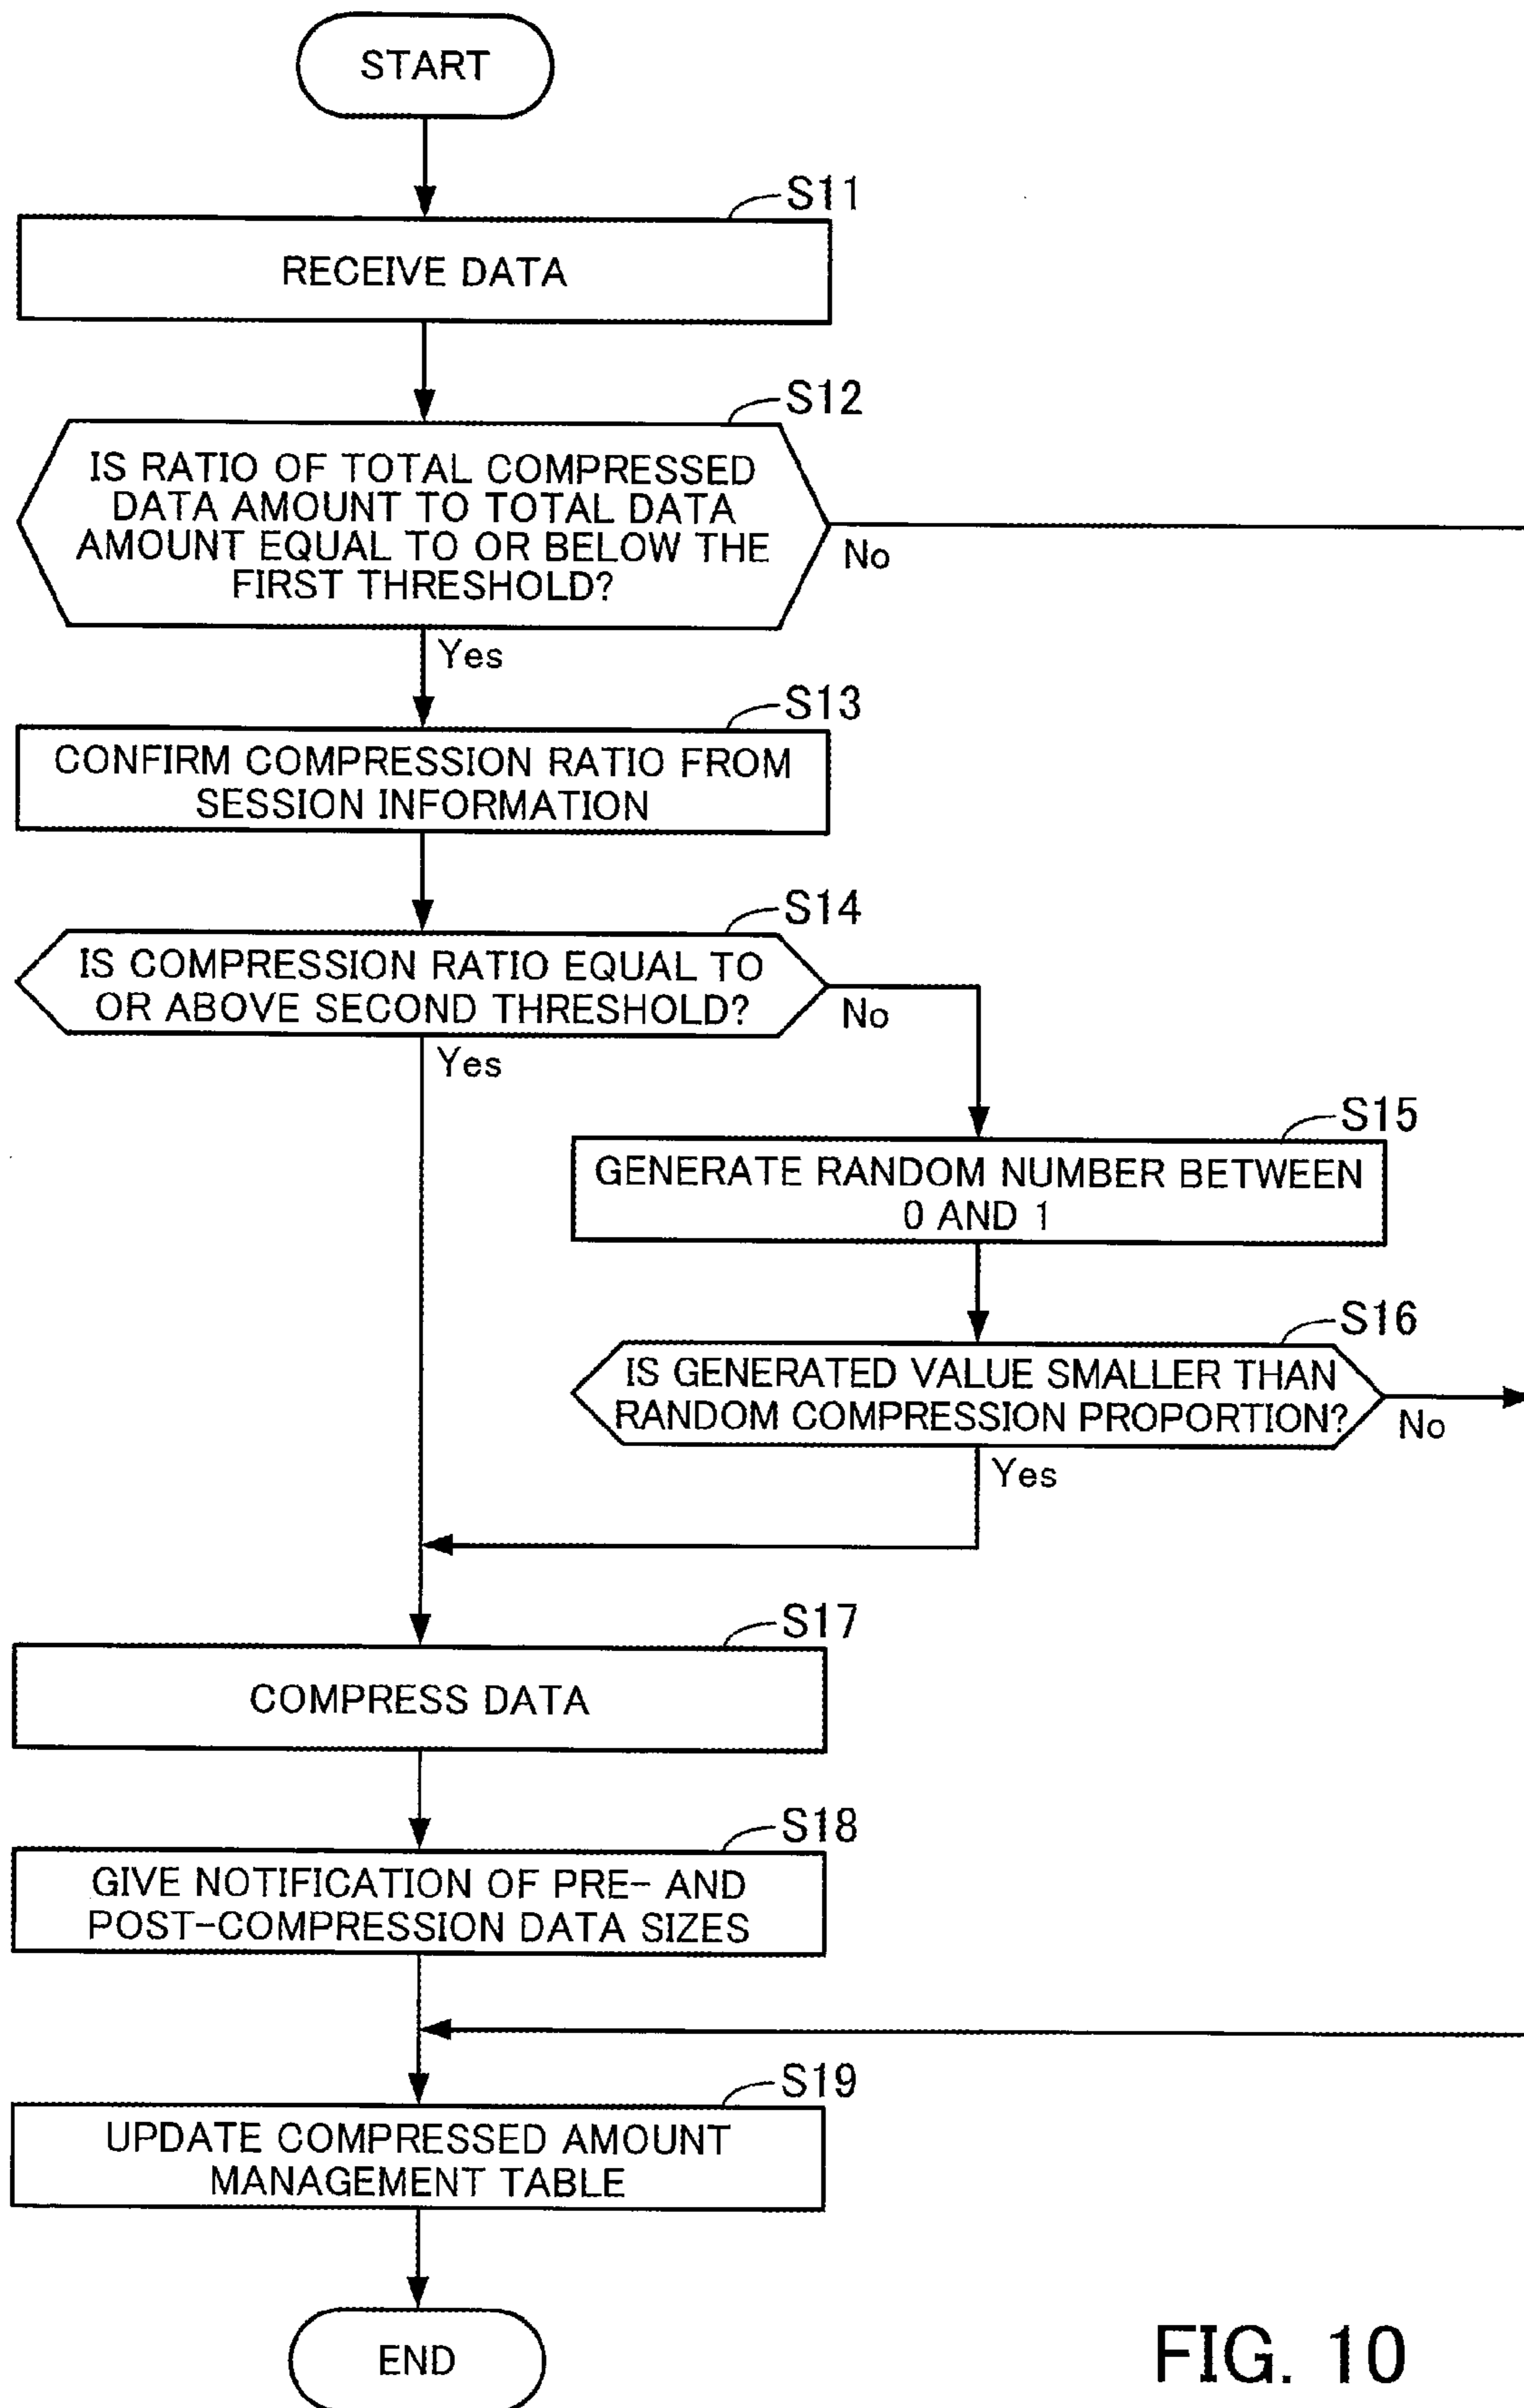 START
S11
RECEIVE DATA
S12
IS RATIO OF TOTAL COMPRESSED
DATA AMOUNT TO TOTAL DATA
AMOUNT EQUAL TO OR BELOW THE
FIRST THRESHOLD?
No
Yes
S13
CONFIRM COMPRESSION RATIO FROM
SESSION INFORMATION
S14
IS COMPRESSION RATIO EQUAL TO
OR ABOVE SECOND THRESHOLD?
No
Yes
S15
GENERATE RANDOM NUMBER BETWEEN
0 AND 1
S16
IS GENERATED VALUE SMALLER THAN
RANDOM COMPRESSION PROPORTION?
No
Yes
S17
COMPRESS DATA
S18
GIVE NOTIFICATION OF PRE- AND
POST-COMPRESSION DATA SIZES
S19
UPDATE COMPRESSED AMOUNT
MANAGEMENT TABLE
END
FIG. 10